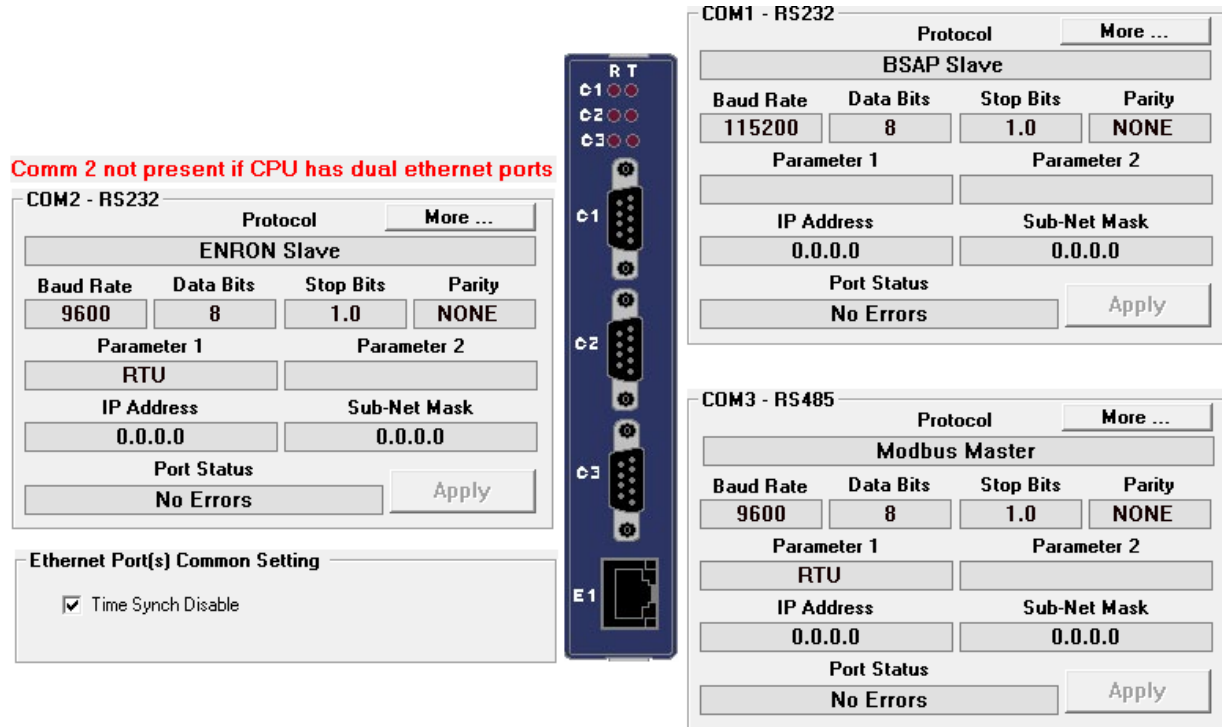 Comm 2 not present if CPU has dual ethernet ports
COM2 - RS232
Protocol More ...
ENRON Slave
Baud Rate Data Bits Stop Bits Parity
9600 8 1.0 NONE
Parameter 1 Parameter 2
RTU
IP Address Sub-Net Mask
0.0.0.0 0.0.0.0
Port Status
No Errors Apply
Ethernet Port(s) Common Setting
Time Synch Disable
R T
C1
C2
C3
C1
C2
C3
E1
COM1 - RS232
Protocol More ...
BSAP Slave
Baud Rate Data Bits Stop Bits Parity
115200 8 1.0 NONE
Parameter 1 Parameter 2
IP Address Sub-Net Mask
0.0.0.0 0.0.0.0
Port Status
No Errors Apply
COM3 - RS485
Protocol More ...
Modbus Master
Baud Rate Data Bits Stop Bits Parity
9600 8 1.0 NONE
Parameter 1 Parameter 2
RTU
IP Address Sub-Net Mask
0.0.0.0 0.0.0.0
Port Status
No Errors Apply